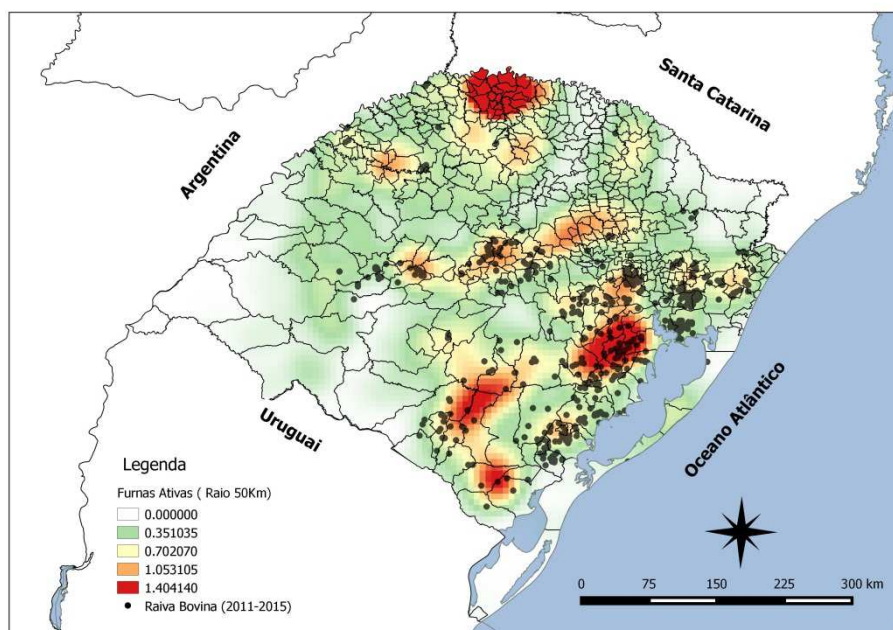 Santa Catarina
Argentina
Uruguai
Oceano Atlântico
Legenda
Furnas Ativas ( Raio 50Km)
0.000000
0.351035
0.702070
1.053105
1.404140
Raiva Bovina (2011-2015)
0 75 150 225 300 km